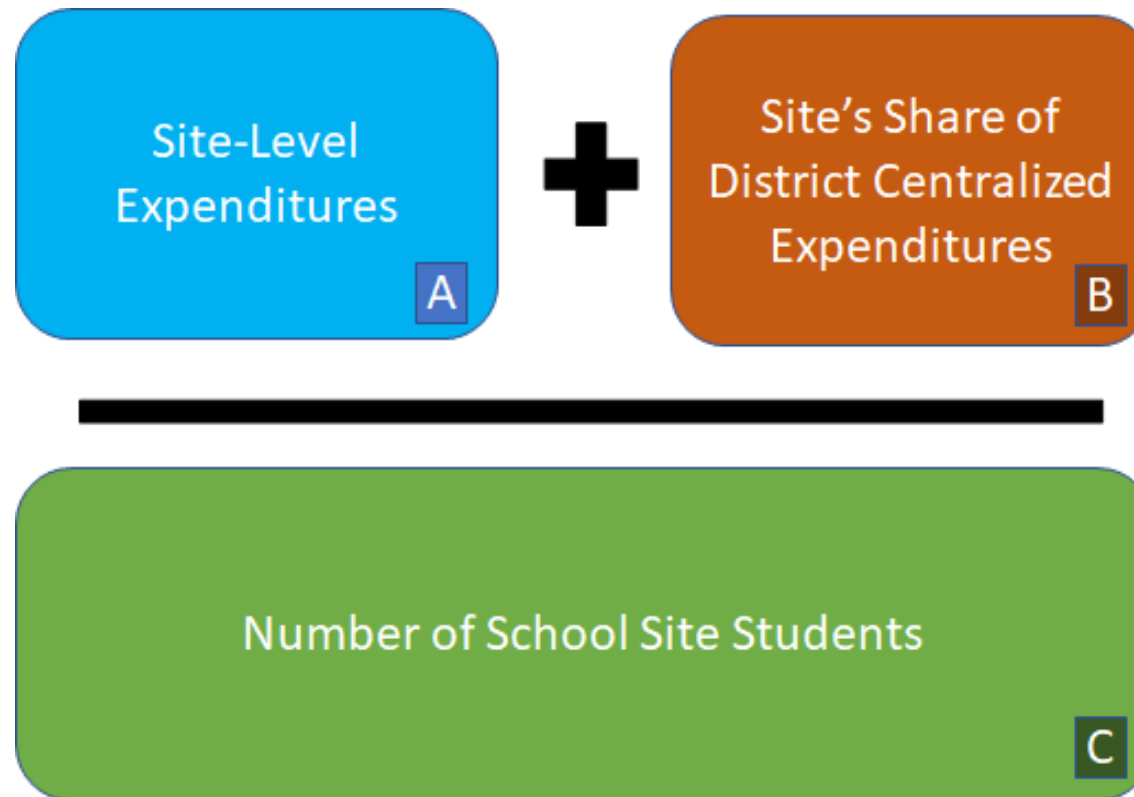 Site-Level
Expenditures
A
Site’s Share of
District Centralized
Expenditures
B
Number of School Site Students
C